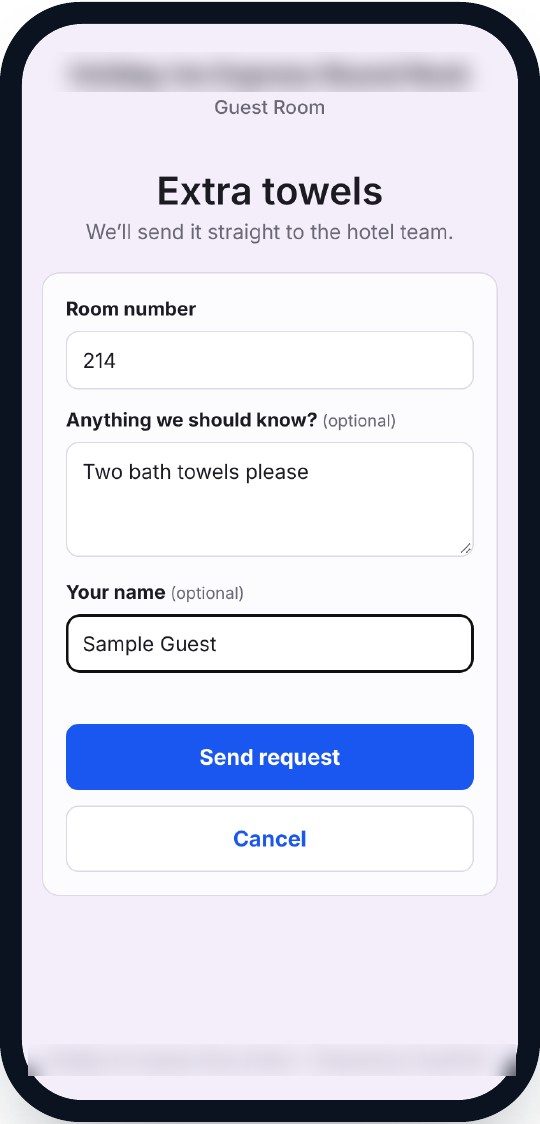 Guest Room
Extra towels
We’ll send it straight to the hotel team.
Room number
214
Anything we should know? (optional)
Two bath towels please
Your name (optional)
Sample Guest
Send request
Cancel